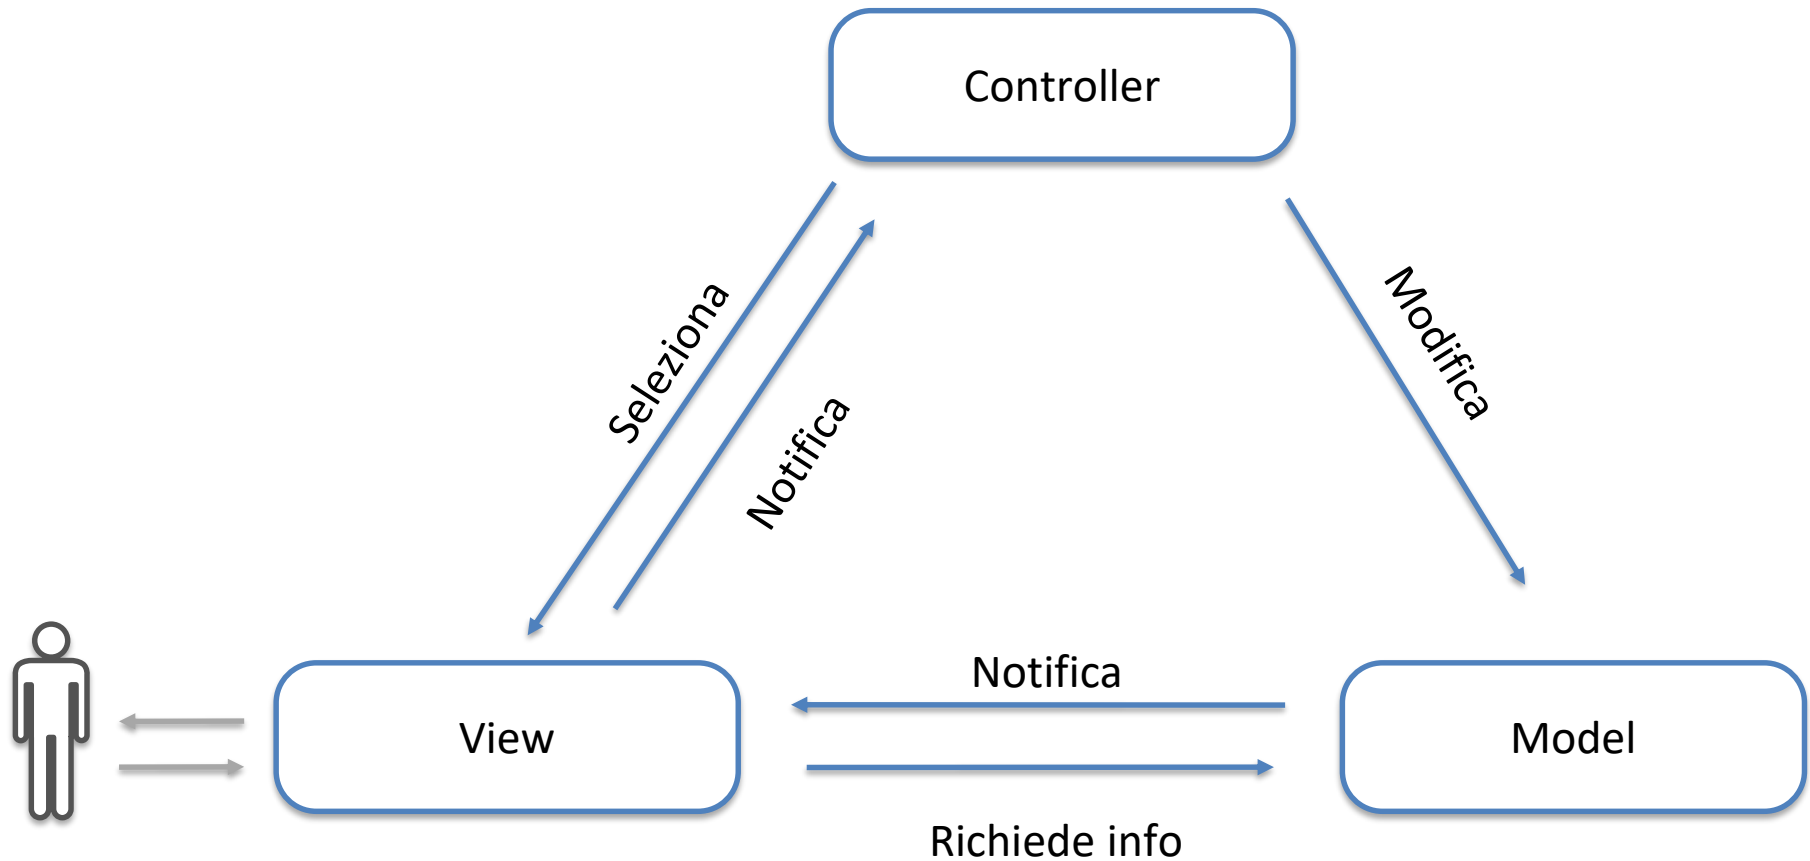 Controller
Seleziona
Notifica
Modifica
Notifica
View
Model
Richiede info